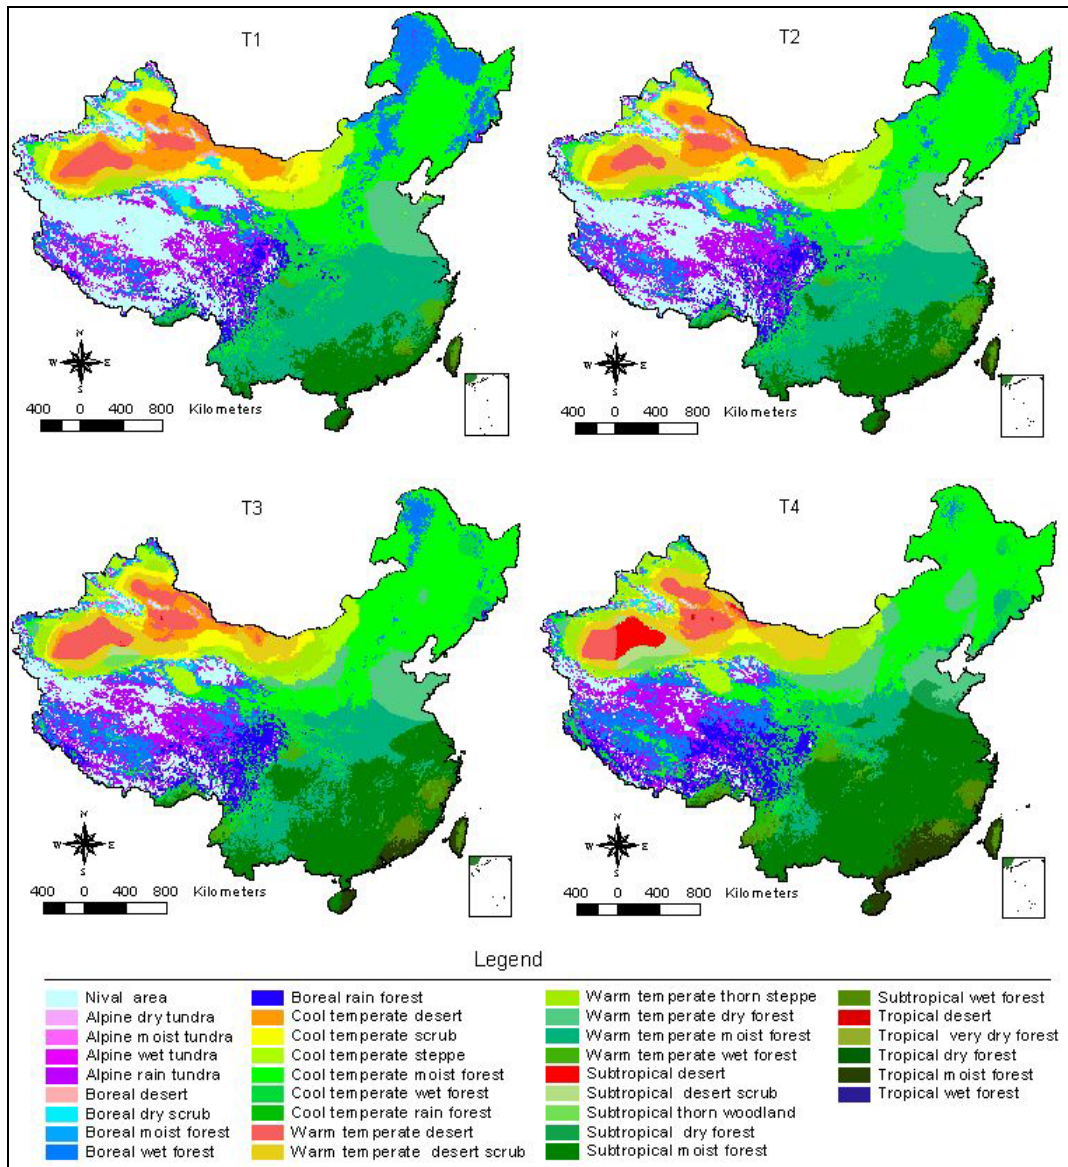 T1
T2
N
W E
S
400 0 400 800 Kilometers
N
W E
S
400 0 400 800 Kilometers
T3
T4
N
W E
S
400 0 400 800 Kilometers
N
W E
S
400 0 400 800 Kilometers
Legend
Nival area
Alpine dry tundra
Alpine moist tundra
Alpine wet tundra
Alpine rain tundra
Boreal desert
Boreal dry scrub
Boreal moist forest
Boreal wet forest
Boreal rain forest
Cool temperate desert
Cool temperate scrub
Cool temperate steppe
Cool temperate moist forest
Cool temperate wet forest
Cool temperate rain forest
Warm temperate desert
Warm temperate desert scrub
Warm temperate thorn steppe
Warm temperate dry forest
Warm temperate moist forest
Warm temperate wet forest
Subtropical desert
Subtropical desert scrub
Subtropical thorn woodland
Subtropical dry forest
Subtropical moist forest
Subtropical wet forest
Tropical desert
Tropical very dry forest
Tropical dry forest
Tropical moist forest
Tropical wet forest